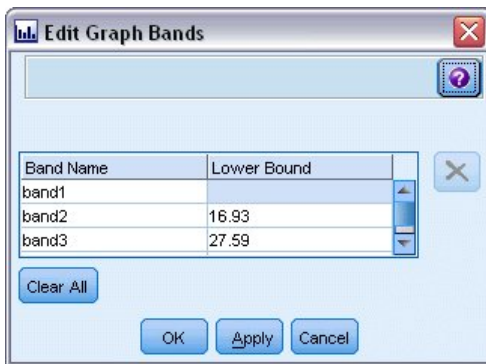 Edit Graph Bands
Band Name Lower Bound
band1
band2 16.93
band3 27.59
Clear All
OK Apply Cancel